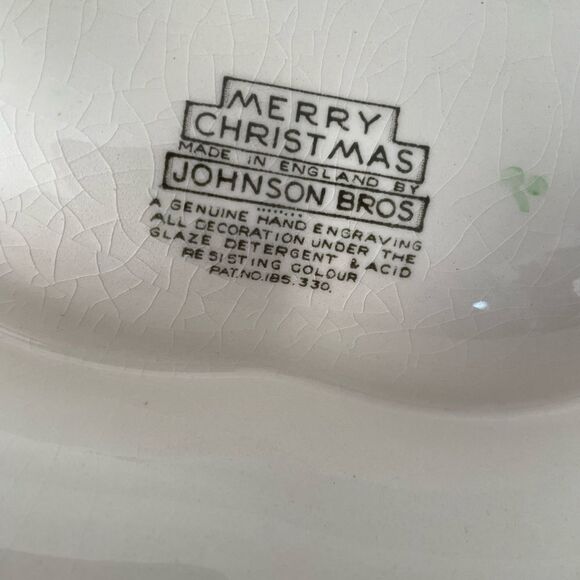 MERRY
CHRISTMAS
MADE IN ENGLAND BY
JOHNSON BROS
A GENUINE HAND ENGRAVING
ALL DECORATION UNDER THE
GLAZE DETERGENT & ACID
RESISTING COLOUR
PAT.NO.185.330.